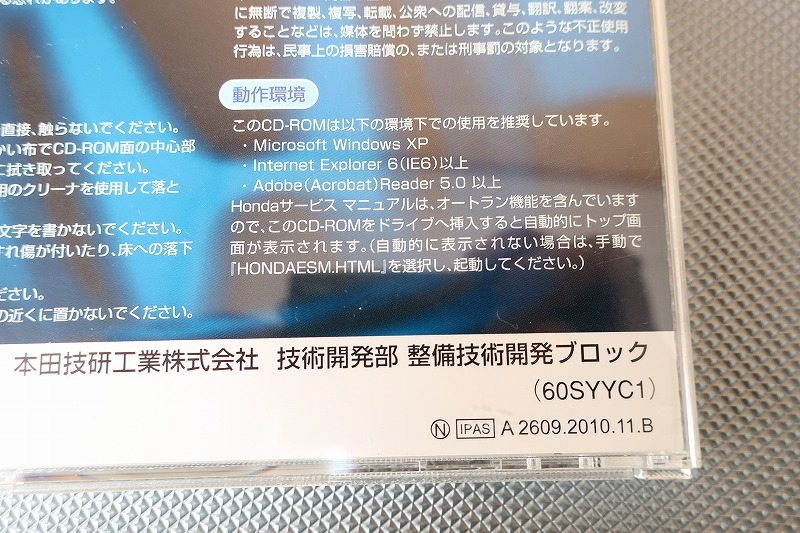 に無断で複製、複写、転載、公衆への配信、貸与、翻訳、翻案、改変
することなどは、媒体を問わず禁止します。このような不正使用
行為は、民事上の損害賠償の、または刑事罰の対象となります。
動作環境
このCD-ROMは以下の環境下での使用を推奨しています。
・Microsoft Windows XP
・Internet Explorer 6(IE6)以上
・Adobe(Acrobat)Reader 5.0 以上
Hondaサービス マニュアルは、オートラン機能を含んでいます
ので、このCD-ROMをドライブへ挿入すると自動的にトップ画
面が表示されます。(自動的に表示されない場合は、手動で
『HONDAESM.HTML』を選択し、起動してください。)
直接、触らないでください。
かい布でCD-ROM面の中心部
に拭き取ってください。
用のクリーナを使用して落と
文字を書かないでください。
すれ傷が付いたり、床への落下
ださい。
の近くに置かないでください。
本田技研工業株式会社 技術開発部 整備技術開発ブロック
(60SYYC1)
Ⓝ IPAS A 2609.2010.11.B